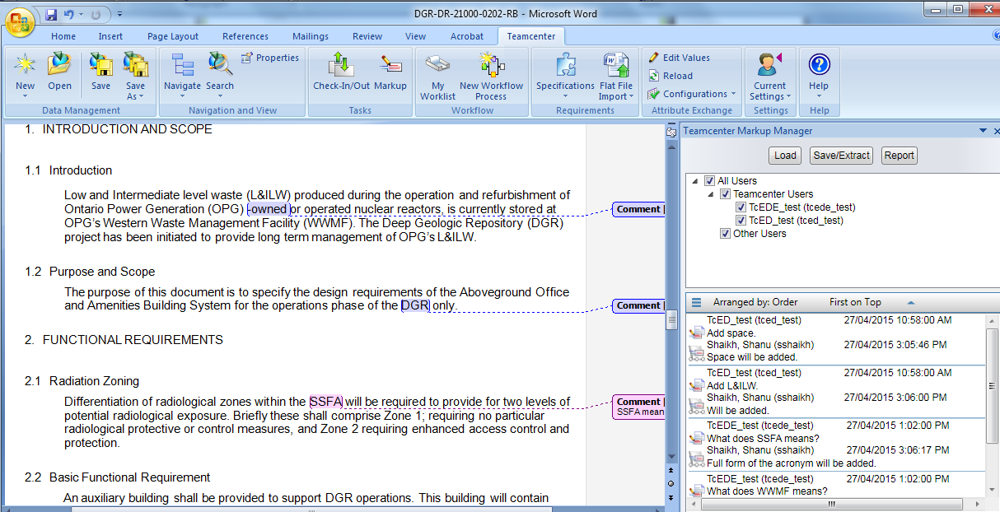 DGR-DR-21000-0202-RB - Microsoft Word
Home Insert Page Layout References Mailings Review View Acrobat Teamcenter
New Open Save Save As Navigate Search Properties Check-In/Out Markup My Worklist New Workflow Process Specifications Flat File Import Edit Values Reload Configurations Current Settings Help
Data Management Navigation and View Tasks Workflow Requirements Attribute Exchange Settings Help
1. INTRODUCTION AND SCOPE
1.1 Introduction
Low and Intermediate level waste (L&ILW) produced during the operation and refurbishment of
Ontario Power Generation (OPG) -owned or operated nuclear reactors, is currently stored at
OPG's Western Waste Management Facility (WWMF). The Deep Geologic Repository (DGR)
project has been initiated to provide long term management of OPG's L&ILW.
Comment
1.2 Purpose and Scope
The purpose of this document is to specify the design requirements of the Aboveground Office
and Amenities Building System for the operations phase of the DGR only.
Comment
2. FUNCTIONAL REQUIREMENTS
2.1 Radiation Zoning
Differentiation of radiological zones within the SSFA will be required to provide for two levels of
potential radiological exposure. Briefly these shall comprise Zone 1; requiring no particular
radiological protective or control measures, and Zone 2 requiring enhanced access control and
protection.
Comment
SSFA mean
2.2 Basic Functional Requirement
An auxiliary building shall be provided to support DGR operations. This building will contain
Teamcenter Markup Manager
Load Save/Extract Report
All Users
Teamcenter Users
TcEDE_test (tcede_test)
TcED_test (tced_test)
Other Users
Arranged by: Order First on Top
TcED_test (tced_test) 27/04/2015 10:58:00 AM
Add space.
Shaikh, Shanu (sshaikh) 27/04/2015 3:05:46 PM
Space will be added.
TcED_test (tced_test) 27/04/2015 10:58:00 AM
Add L&ILW.
Shaikh, Shanu (sshaikh) 27/04/2015 3:06:00 PM
Will be added.
TcEDE_test (tcede_test) 27/04/2015 1:02:00 PM
What does SSFA means?
Shaikh, Shanu (sshaikh) 27/04/2015 3:06:17 PM
Full form of the acronym will be added.
TcEDE_test (tcede_test) 27/04/2015 1:02:00 PM
What does WWMF means?